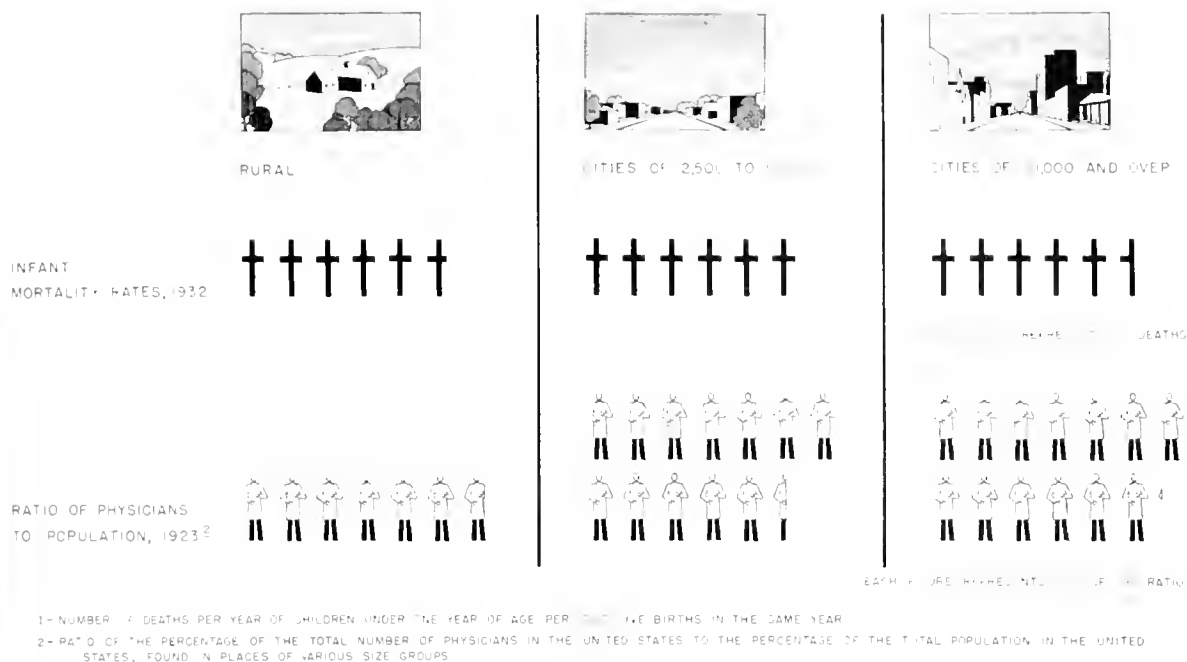 RURAL
CITIES OF 2,500 TO
CITIES OF ,000 AND OVER
INFANT
MORTALITY RATES, 1932
DEATHS
RATIO OF PHYSICIANS
TO POPULATION, 1923 2
EACH RATIO
1- NUMBER OF DEATHS PER YEAR OF CHILDREN UNDER ONE YEAR OF AGE PER BIRTHS IN THE SAME YEAR
2- RATIO OF THE PERCENTAGE OF THE TOTAL NUMBER OF PHYSICIANS IN THE UNITED STATES TO THE PERCENTAGE OF THE TOTAL POPULATION IN THE UNITED
STATES, FOUND IN PLACES OF VARIOUS SIZE GROUPS